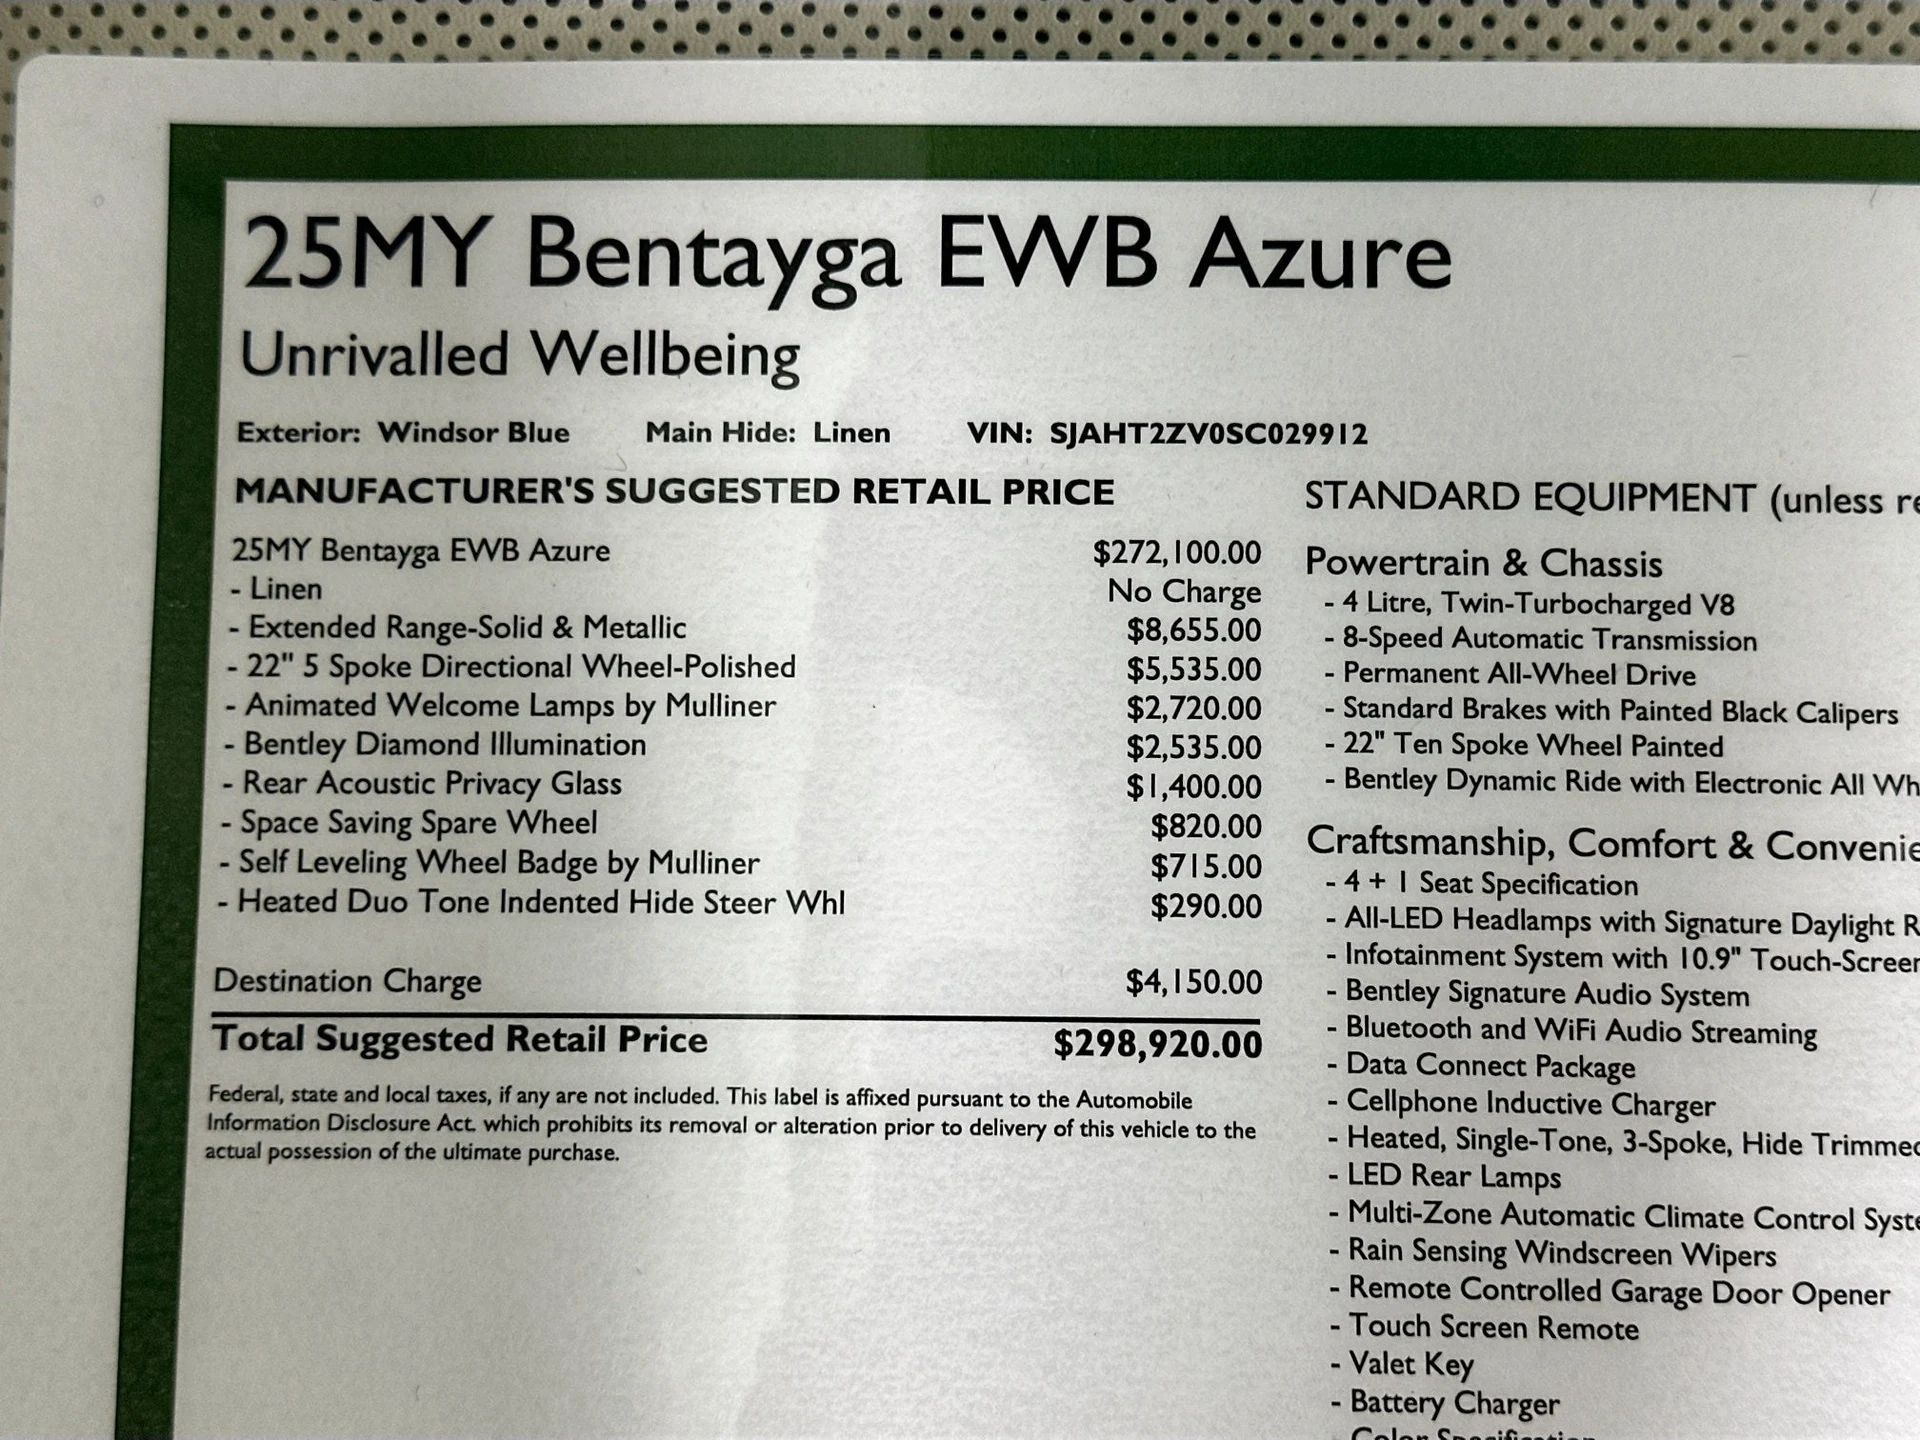 25MY Bentayga EWB Azure
Unrivalled Wellbeing
Exterior: Windsor Blue Main Hide: Linen VIN: SJAHT2ZV0SC029912
MANUFACTURER'S SUGGESTED RETAIL PRICE
25MY Bentayga EWB Azure $272,100.00
- Linen No Charge
- Extended Range-Solid & Metallic $8,655.00
- 22" 5 Spoke Directional Wheel-Polished $5,535.00
- Animated Welcome Lamps by Mulliner $2,720.00
- Bentley Diamond Illumination $2,535.00
- Rear Acoustic Privacy Glass $1,400.00
- Space Saving Spare Wheel $820.00
- Self Leveling Wheel Badge by Mulliner $715.00
- Heated Duo Tone Indented Hide Steer Whl $290.00
Destination Charge $4,150.00
Total Suggested Retail Price $298,920.00
Federal, state and local taxes, if any are not included. This label is affixed pursuant to the Automobile
Information Disclosure Act. which prohibits its removal or alteration prior to delivery of this vehicle to the
actual possession of the ultimate purchase.
STANDARD EQUIPMENT (unless
Powertrain & Chassis
- 4 Litre, Twin-Turbocharged V8
- 8-Speed Automatic Transmission
- Permanent All-Wheel Drive
- Standard Brakes with Painted Black Calipers
- 22" Ten Spoke Wheel Painted
- Bentley Dynamic Ride with Electronic All
Craftsmanship, Comfort &
- 4 + 1 Seat Specification
- All-LED Headlamps with Signature Daylight
- Infotainment System with 10.9" Touch-Screen
- Bentley Signature Audio System
- Bluetooth and WiFi Audio Streaming
- Data Connect Package
- Cellphone Inductive Charger
- Heated, Single-Tone, 3-Spoke, Hide Trimmed
- LED Rear Lamps
- Multi-Zone Automatic Climate Control
- Rain Sensing Windscreen Wipers
- Remote Controlled Garage Door Opener
- Touch Screen Remote
- Valet Key
- Battery Charger